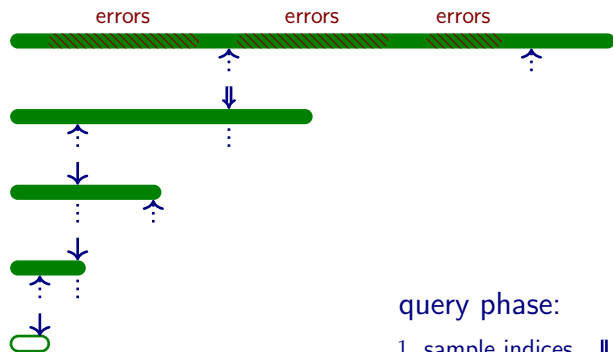 errors errors errors
query phase:
1. sample indices ⇓